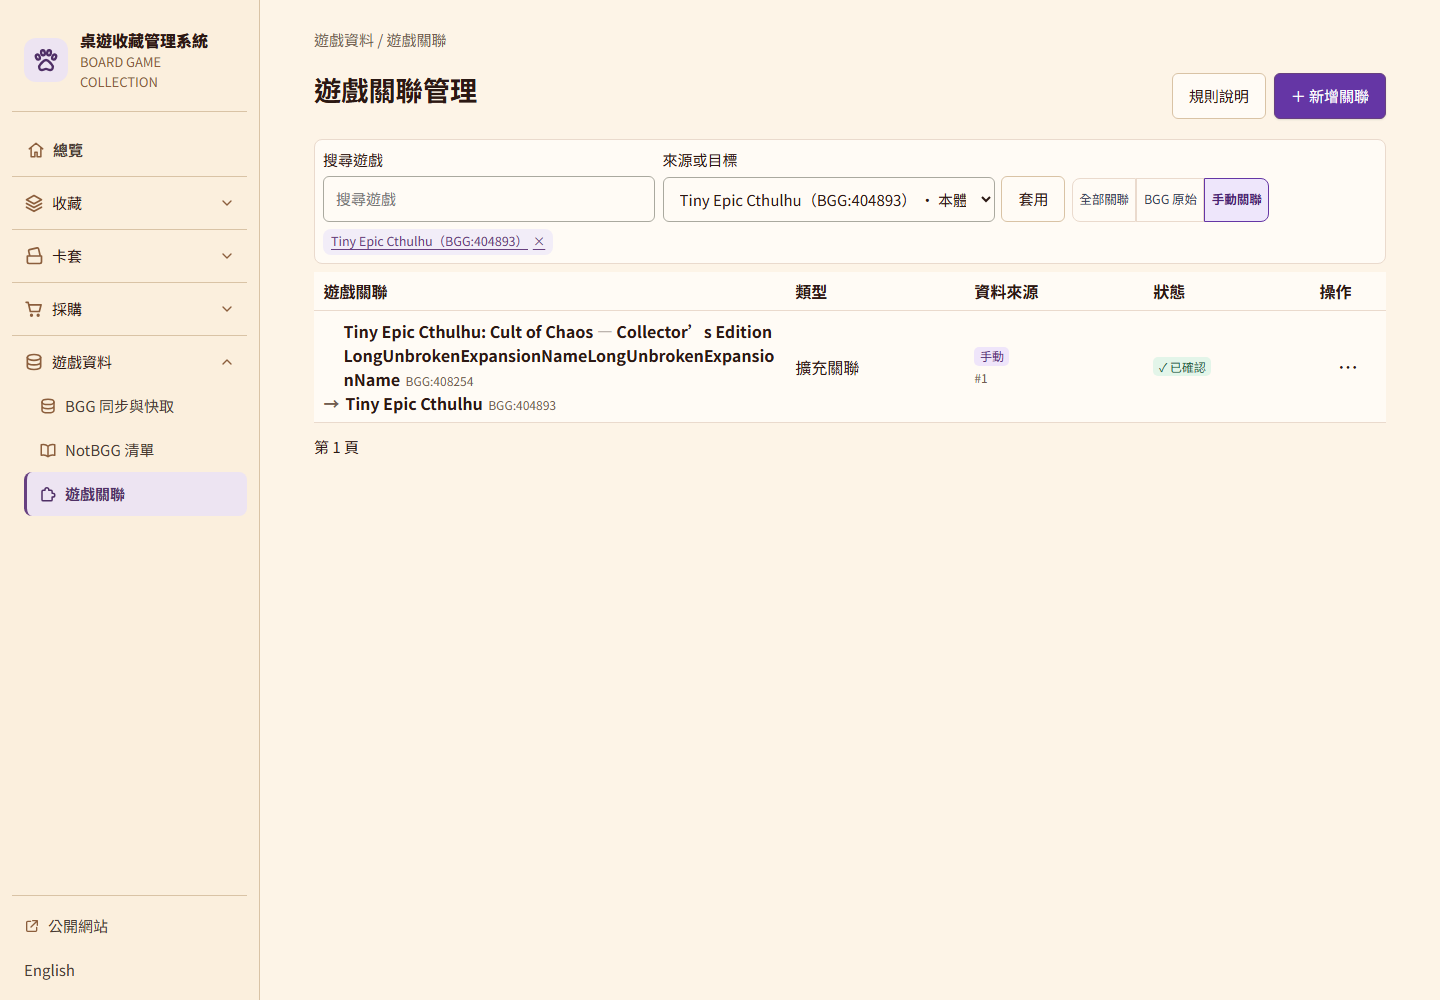 桌遊收藏管理系統
BOARD GAME
COLLECTION
總覽
收藏
卡套
採購
遊戲資料
BGG 同步與快取
NotBGG 清單
遊戲關聯
公開網站
English
遊戲資料 / 遊戲關聯
遊戲關聯管理
規則說明
+ 新增關聯
搜尋遊戲
來源或目標
搜尋遊戲
Tiny Epic Cthulhu（BGG:404893） · 本體
套用
全部關聯
BGG 原始
手動關聯
Tiny Epic Cthulhu（BGG:404893） ×
遊戲關聯 類型 資料來源 狀態 操作
Tiny Epic Cthulhu: Cult of Chaos — Collector’s Edition
LongUnbrokenExpansionNameLongUnbrokenExpansio
nName BGG:408254
→ Tiny Epic Cthulhu BGG:404893
擴充關聯
手動
#1
✓ 已確認
···
第 1 頁